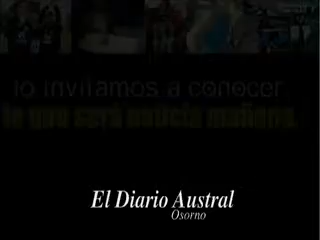 lo invitamos a conocer
lo que será noticia mañana.
El Diario Austral
Osorno